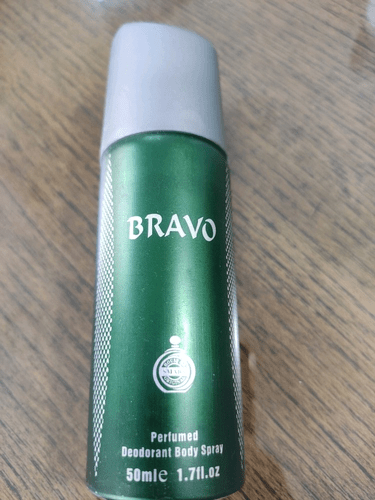 BRAVO
Perfumed
Deodorant Body Spray
50ml℮ 1.7fl.oz